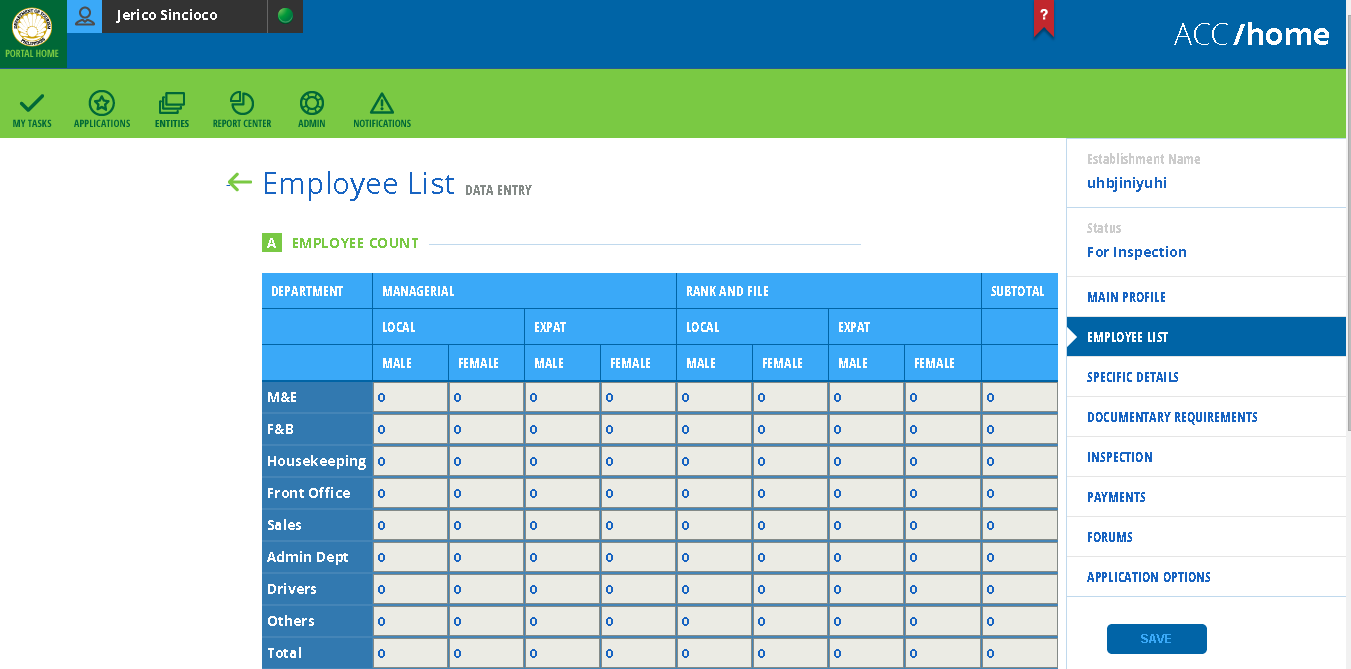 Jerico Sincioco
?
PORTAL HOME
ACC/home
MY TASKS
APPLICATIONS
ENTITIES
REPORT CENTER
ADMIN
NOTIFICATIONS
Employee List DATA ENTRY
A EMPLOYEE COUNT
DEPARTMENT MANAGERIAL RANK AND FILE SUBTOTAL
LOCAL EXPAT LOCAL EXPAT
MALE FEMALE MALE FEMALE MALE FEMALE MALE FEMALE
M&E 0 0 0 0 0 0 0 0 0
F&B 0 0 0 0 0 0 0 0 0
Housekeeping 0 0 0 0 0 0 0 0 0
Front Office 0 0 0 0 0 0 0 0 0
Sales 0 0 0 0 0 0 0 0 0
Admin Dept 0 0 0 0 0 0 0 0 0
Drivers 0 0 0 0 0 0 0 0 0
Others 0 0 0 0 0 0 0 0 0
Total 0 0 0 0 0 0 0 0 0
Establishment Name
uhbjiniyuhi
Status
For Inspection
MAIN PROFILE
EMPLOYEE LIST
SPECIFIC DETAILS
DOCUMENTARY REQUIREMENTS
INSPECTION
PAYMENTS
FORUMS
APPLICATION OPTIONS
SAVE